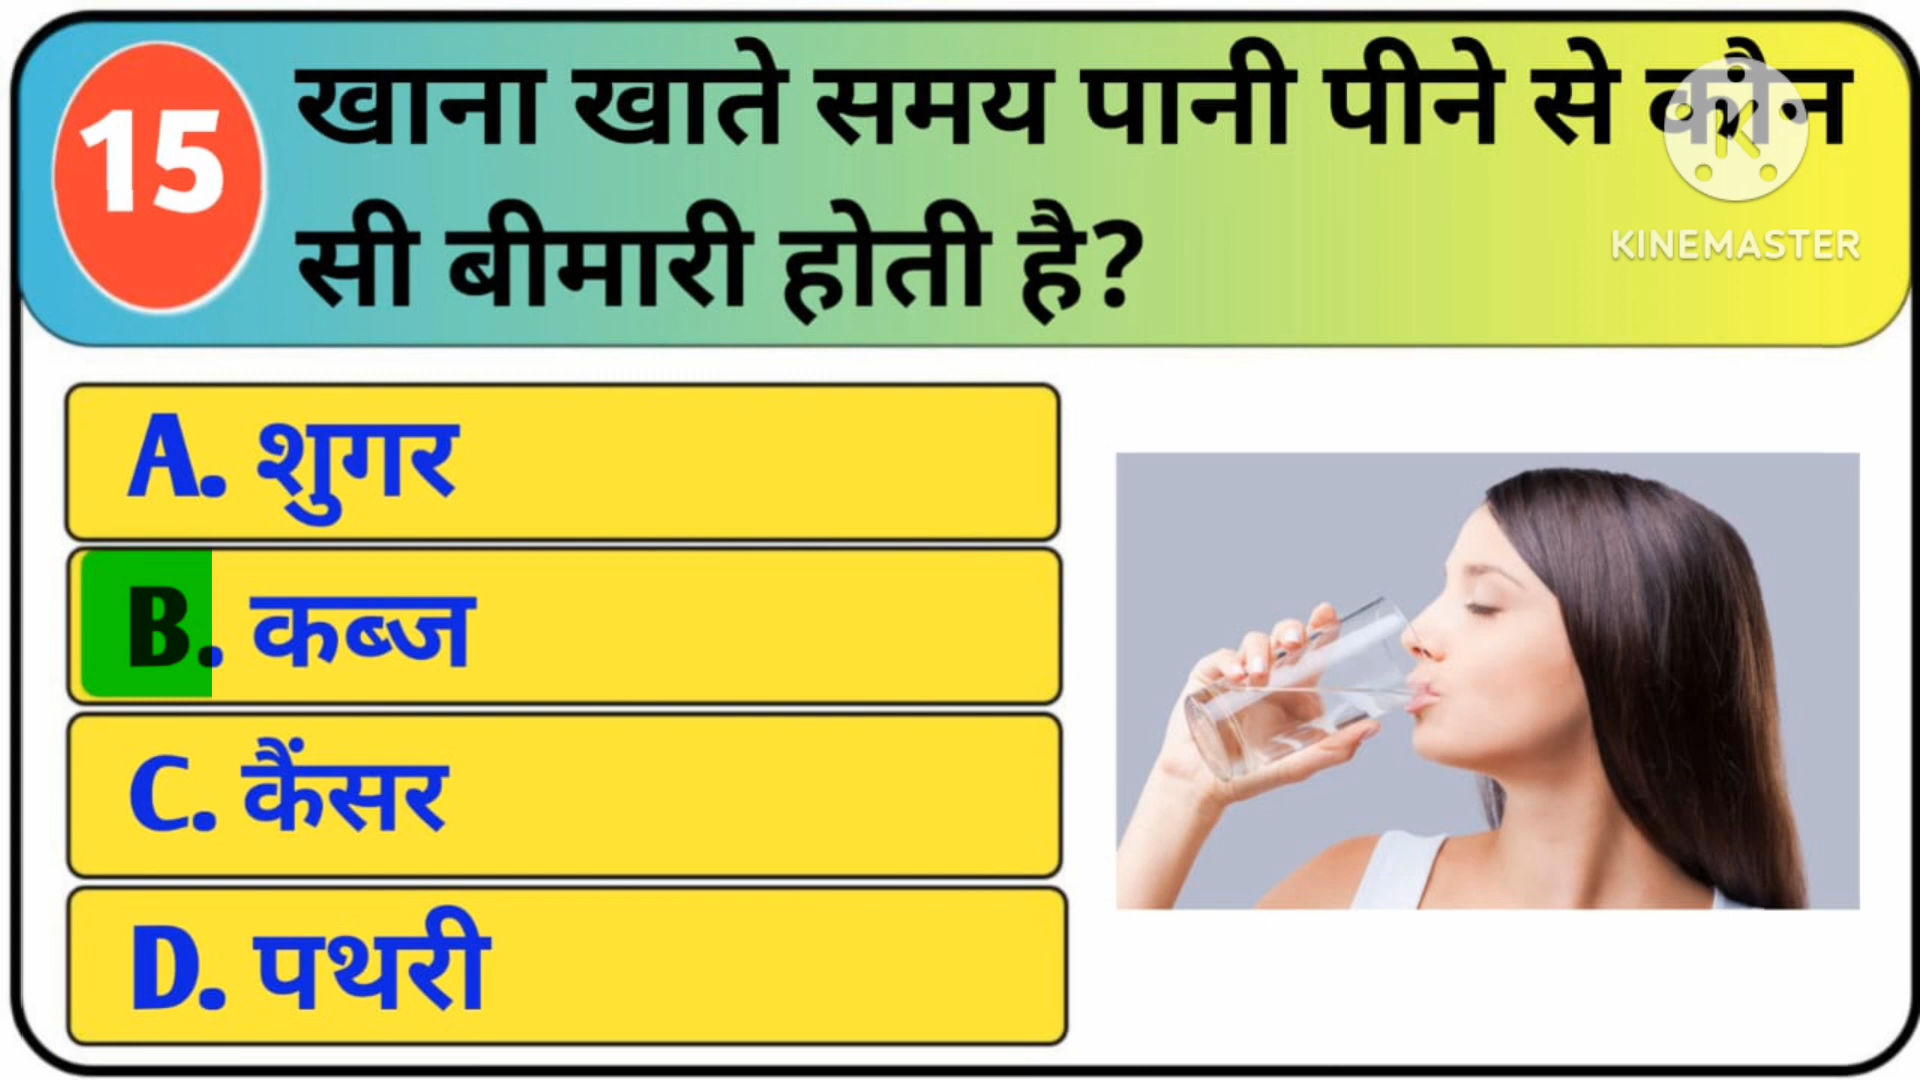 15
खाना खाते समय पानी पीने से कौन
सी बीमारी होती है?
KINEMASTER
A. शुगर
B. कब्ज
C. कैंसर
D. पथरी